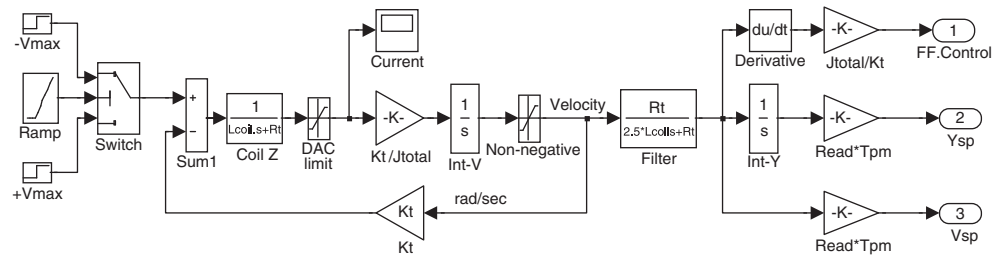 -Vmax
Ramp
+Vmax
Switch
+
−
Sum1
1
Lcoil.s+Rt
Coil Z
DAC
limit
Current
-K-
Kt/Jtotal
1
s
Int-V
Non-negative
Velocity
rad/sec
Kt
Kt
Rt
2.5*Lcoils+Rt
Filter
du/dt
Derivative
-K-
Jtotal/Kt
1
FF.Control
1
s
Int-Y
-K-
Read*Tpm
2
Ysp
-K-
Read*Tpm
3
Vsp